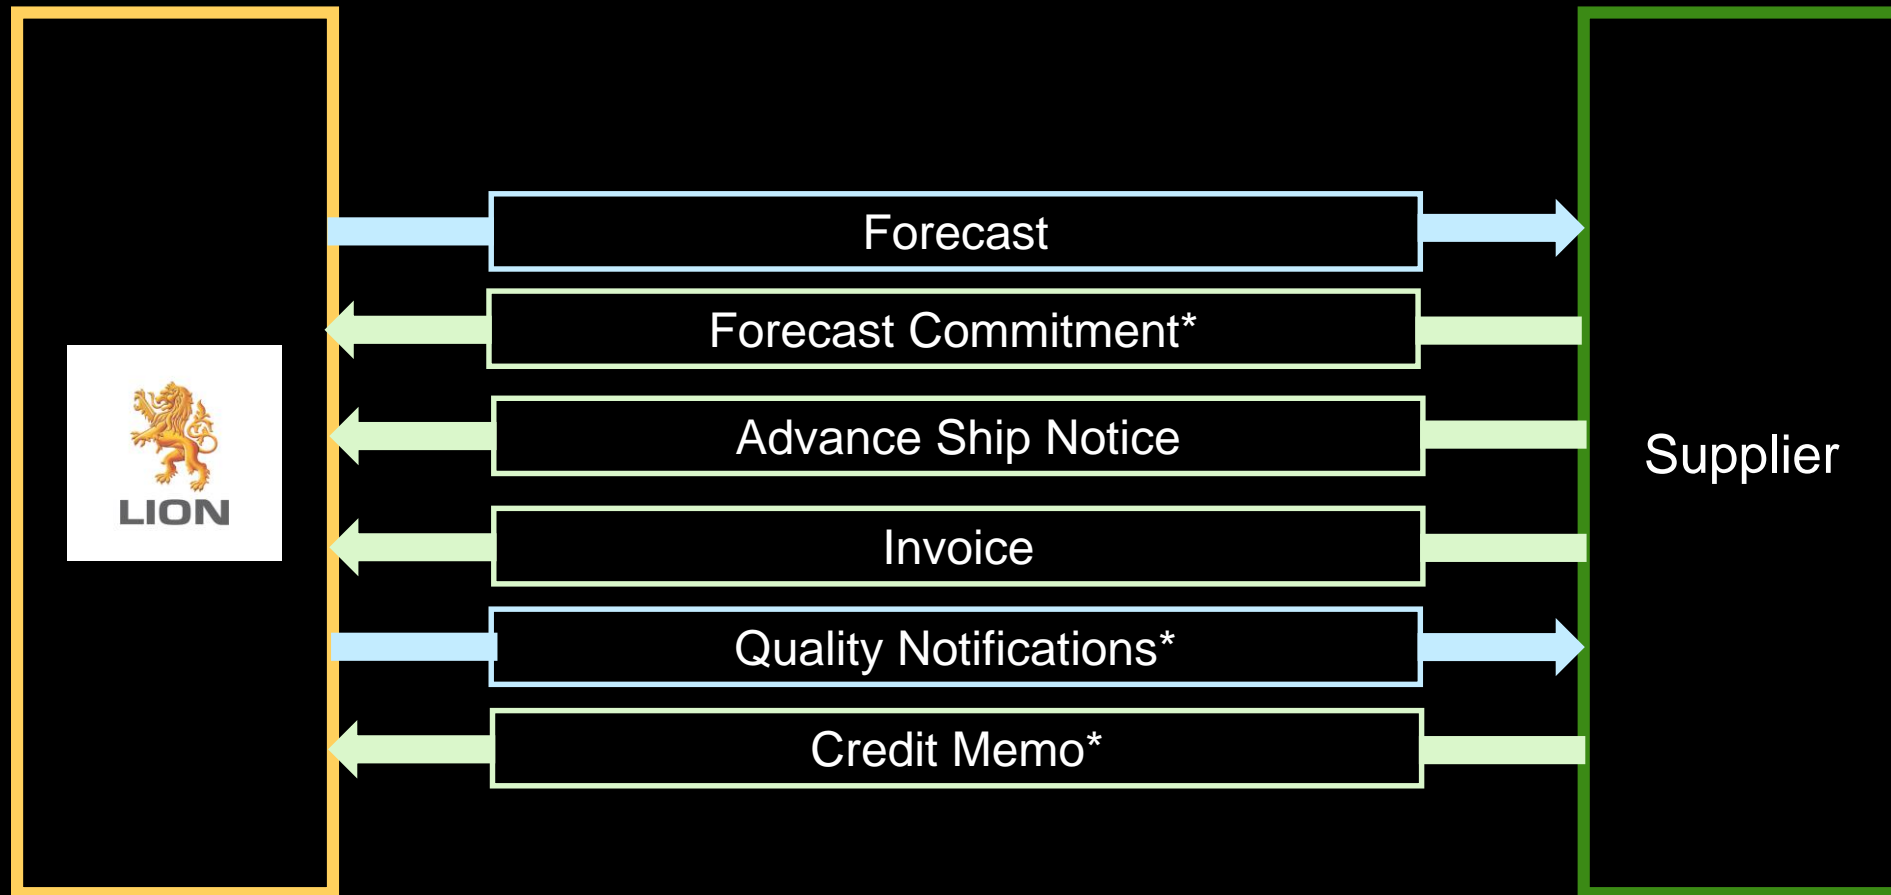 Forecast
Forecast Commitment*
Advance Ship Notice
LION
Supplier
Invoice
Quality Notifications*
Credit Memo*